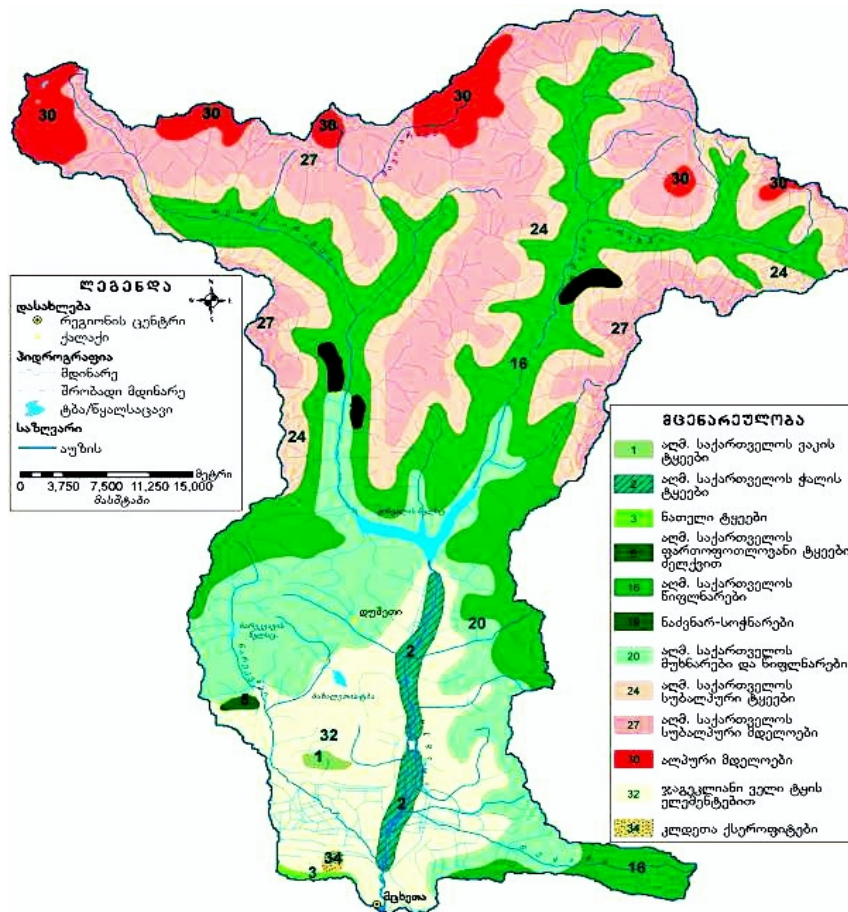 30
30
30
30
27
30
30
24
24
ლეგენდა
N
W E
S
დასახლება
რეგიონის ცენტრი
ქალაქი
ჰიდროგრაფია
მდინარე
შრობადი მდინარე
ტბა/წყალსაცავი
საზღვარი
აუზის
მეტრი
0 3,750 7,500 11,250 15,000
მასშტაბი
27
27
16
24
დუშეთი
20
2
8
32
1
2
34
3
16
მცხეთა
მცენარეულობა
1 აღმ. საქართველოს ვაკის
ტყეები
2 აღმ. საქართველოს ჭალის
ტყეები
3 ნათელი ტყეები
აღმ. საქართველოს
8 ფართოფოთლოვანი ტყეები
ძელქვით
16 აღმ. საქართველოს
წიფლნარები
19 ნაძვნარ-სოჭნარები
20 აღმ. საქართველოს
მუხნარები და წიფლნარები
24 აღმ. საქართველოს
სუბალპური ტყეები
27 აღმ. საქართველოს
სუბალპური მდელოები
30 ალპური მდელოები
32 ჯაგეკლიანი ველი ტყის
ელემენტებით
34 კლდეთა ქსეროფიტები